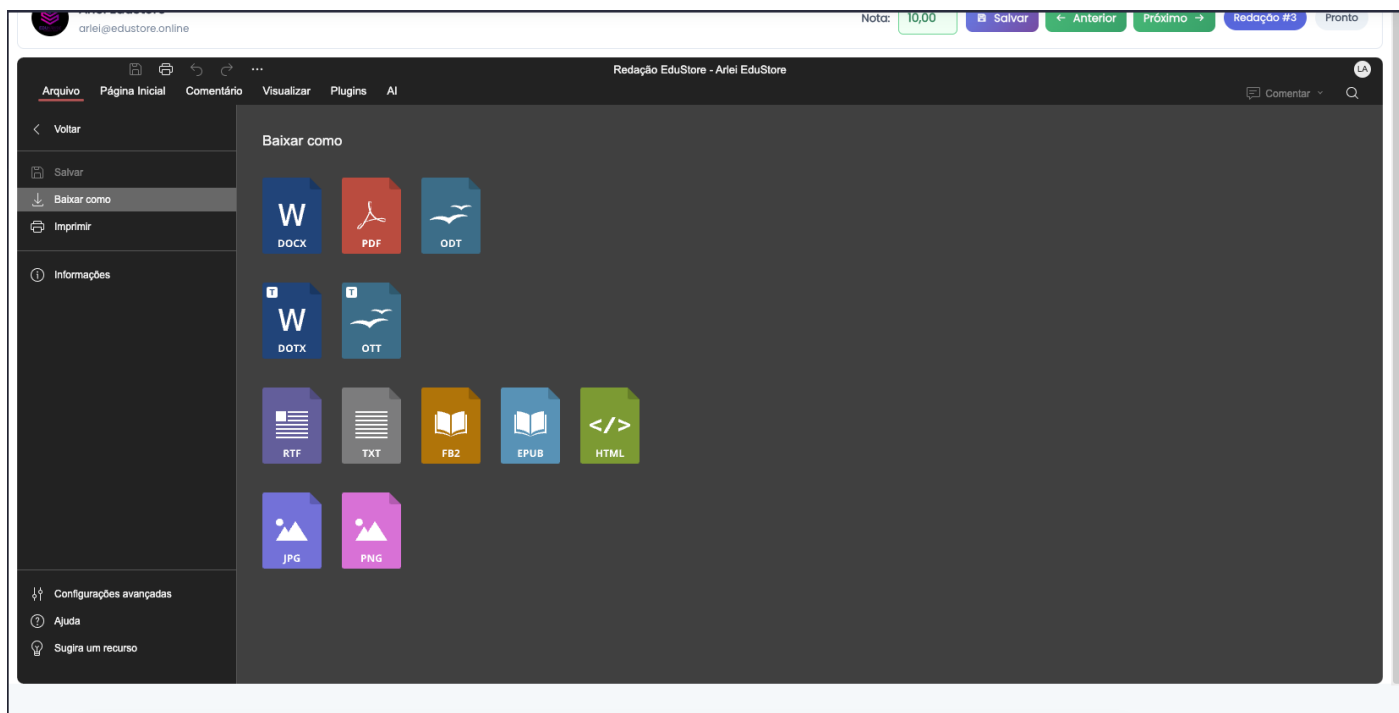 arlei@edustore.online
Nota: 10,00 Salvar ← Anterior Próximo → Redação #3 Pronto
Redação EduStore - Arlei EduStore
LA
Arquivo Página Inicial Comentário Visualizar Plugins AI Comentar
Voltar
Baixar como
Salvar
Baixar como
Imprimir
Informações
W W
DOCX PDF ODT
T T
W
DOTX OTT
</>
RTF TXT FB2 EPUB HTML
JPG PNG
Configurações avançadas
Ajuda
Sugira um recurso